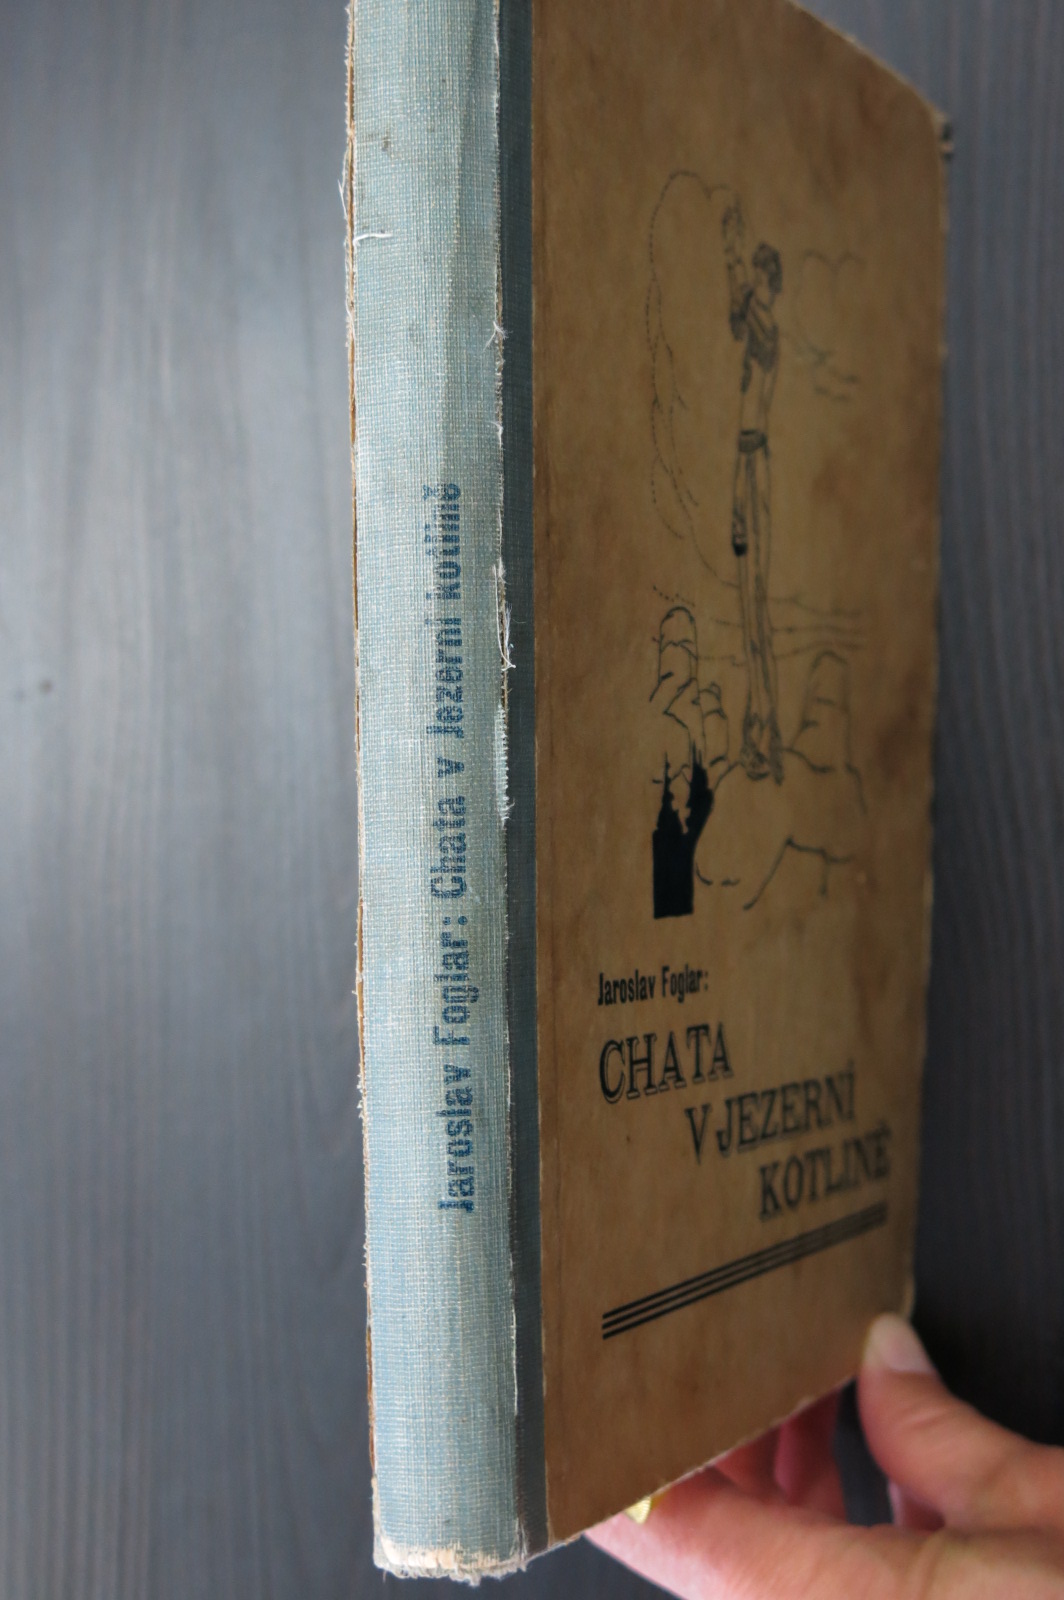 Jaroslav Foglar: Chata v Jezerní kotlině
Jaroslav Foglar:
CHATA
V JEZERNÍ
KOTLINĚ